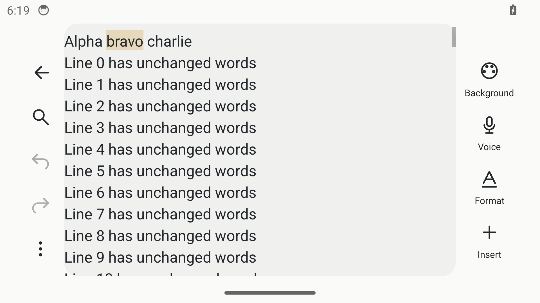 6:19
Alpha bravo charlie
Line 0 has unchanged words
Line 1 has unchanged words
Line 2 has unchanged words
Line 3 has unchanged words
Line 4 has unchanged words
Line 5 has unchanged words
Line 6 has unchanged words
Line 7 has unchanged words
Line 8 has unchanged words
Line 9 has unchanged words
Background
Voice
Format
Insert